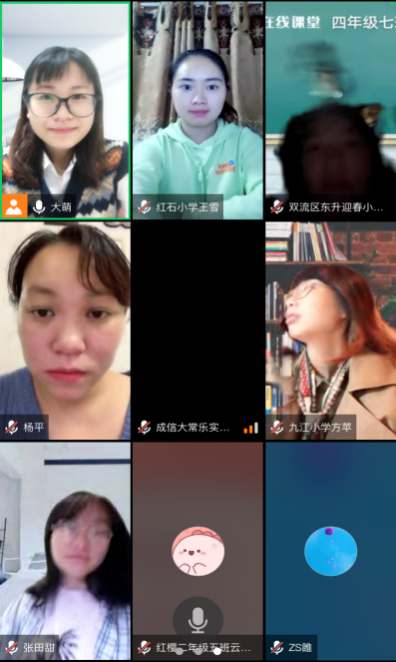 在线课堂 四年级七
大萌
红石小学王雪
双流区东升迎春小...
杨平
成信大常乐实...
九江小学方苹
张田甜
红樱二年级五班云...
ZS雎